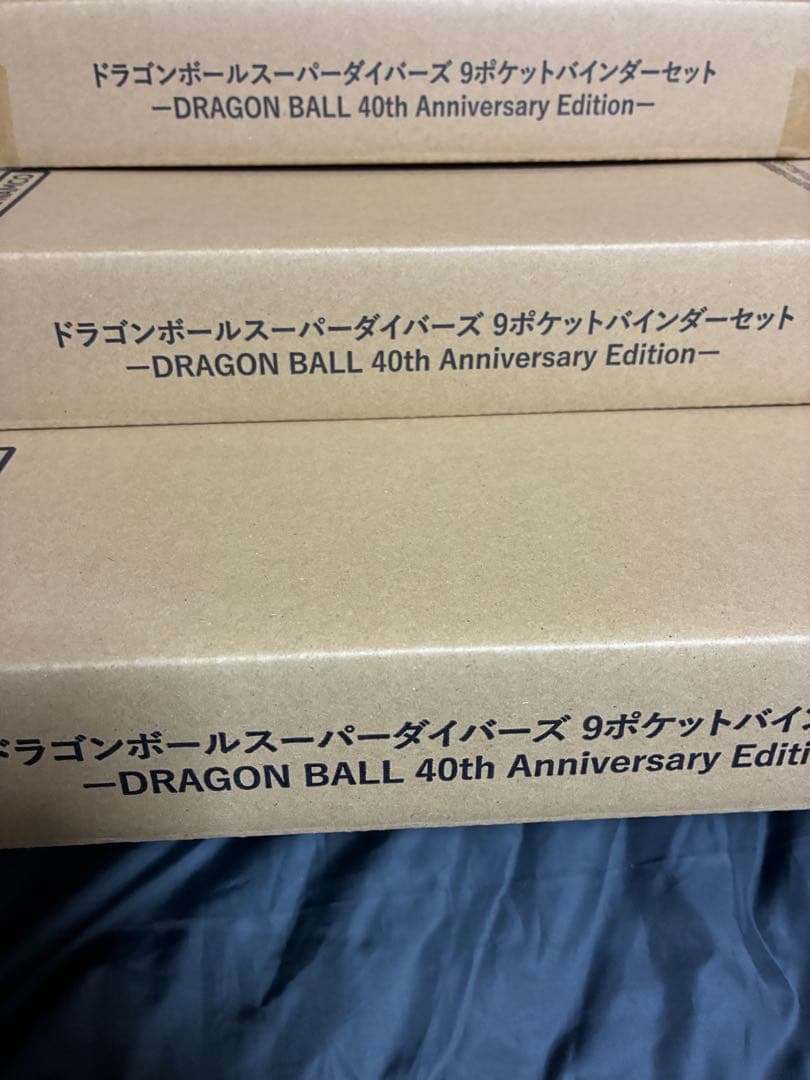 ドラゴンボールスーパーダイバーズ 9ポケットバインダーセット
—DRAGON BALL 40th Anniversary Edition—
NAMCO
ドラゴンボールスーパーダイバーズ 9ポケットバインダーセット
—DRAGON BALL 40th Anniversary Edition—
ドラゴンボールスーパーダイバーズ 9ポケットバイン
—DRAGON BALL 40th Anniversary Editi